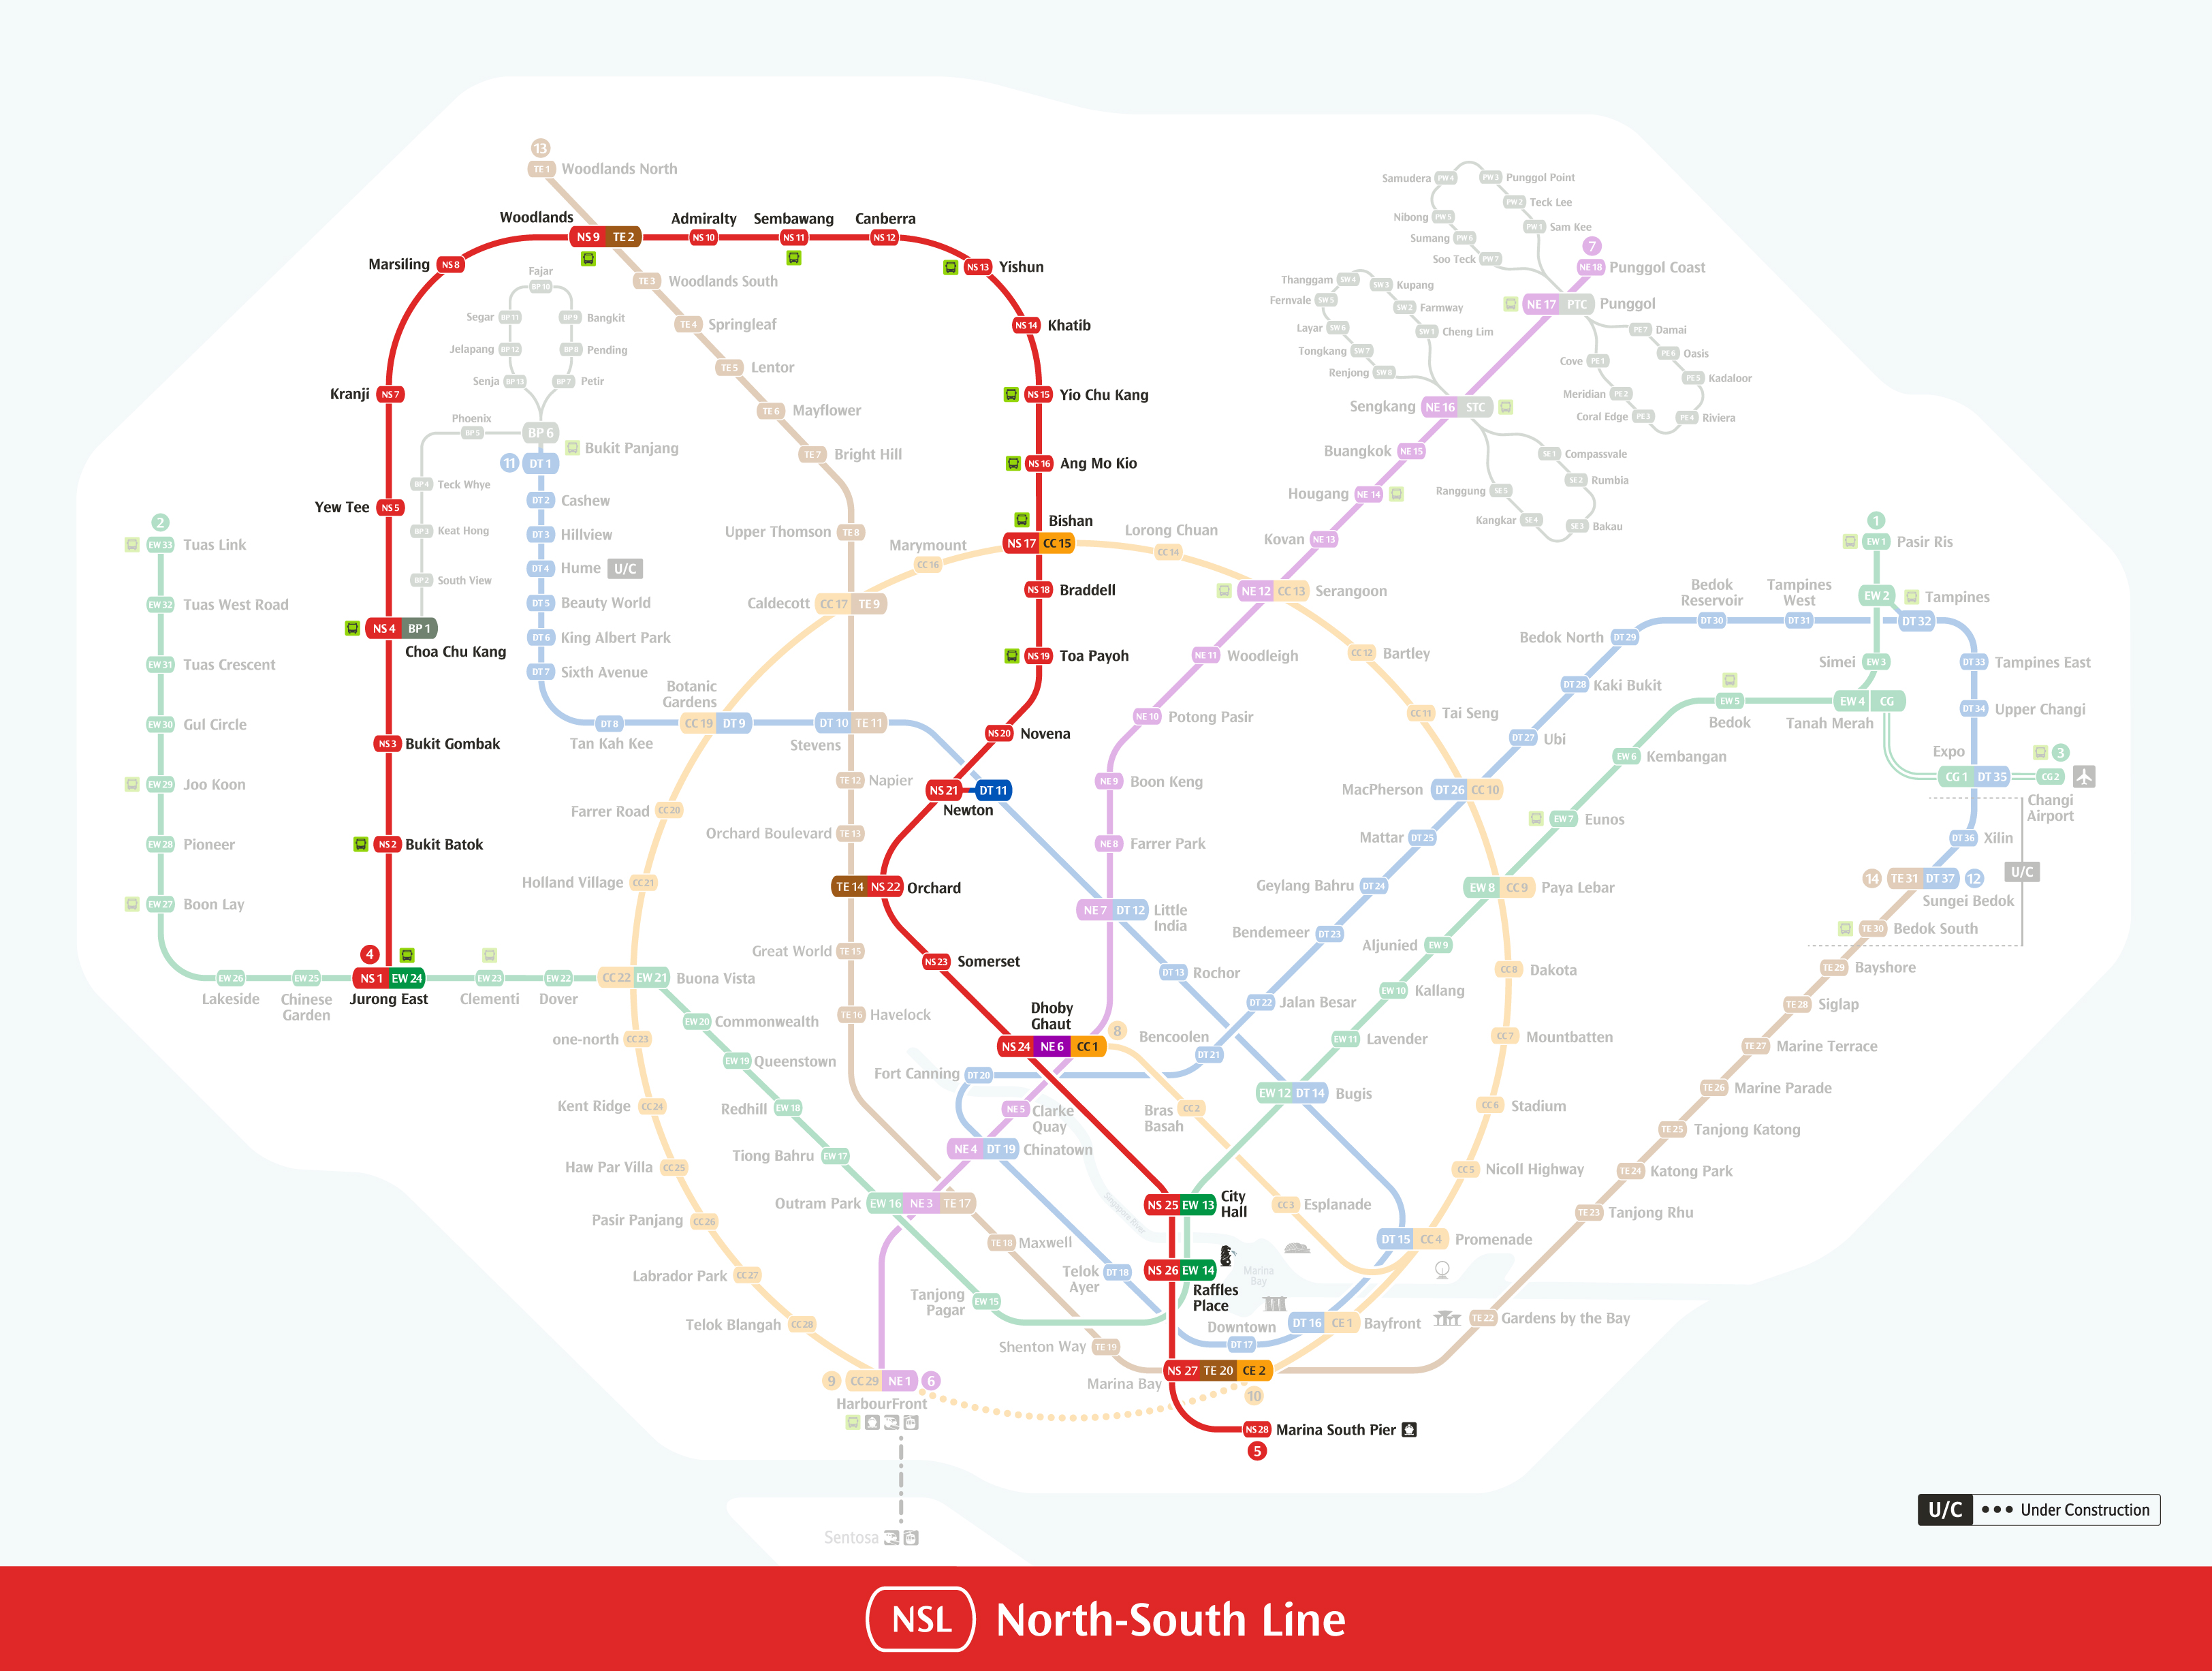 13
TE 1 Woodlands North
Woodlands
NS 9 TE 2
Admiralty
NS 10
Sembawang
NS 11
Canberra
NS 12
Marsiling NS 8
NS 13 Yishun
NS 14 Khatib
Kranji NS 7
NS 15 Yio Chu Kang
NS 16 Ang Mo Kio
Yew Tee NS 5
Bishan
NS 17 CC 15
NS 18 Braddell
NS 4 BP 1
Choa Chu Kang
NS 19 Toa Payoh
NS 3 Bukit Gombak
NS 20 Novena
NS 21 DT 11
Newton
NS 2 Bukit Batok
TE 14 NS 22 Orchard
4
NS 1 EW 24
Jurong East
NS 23 Somerset
Dhoby
Ghaut
NS 24 NE 6 CC 1
8
NS 25 EW 13
City
Hall
NS 26 EW 14
Raffles
Place
Marina Bay
NS 27 TE 20 CE 2
10
NS 28 Marina South Pier
5
TE 3 Woodlands South
TE 4 Springleaf
TE 5 Lentor
TE 6 Mayflower
TE 7 Bright Hill
Upper Thomson TE 8
Caldecott CC 17 TE 9
DT 10 TE 11
Stevens
TE 12 Napier
Orchard Boulevard TE 13
Great World TE 15
TE 16 Havelock
Outram Park EW 16 NE 3 TE 17
TE 18 Maxwell
Shenton Way TE 19
TE 22 Gardens by the Bay
TE 23 Tanjong Rhu
TE 24 Katong Park
TE 25 Tanjong Katong
TE 26 Marine Parade
TE 27 Marine Terrace
TE 28 Siglap
TE 29 Bayshore
TE 30 Bedok South
14 TE 31 DT 37 12
Sungei Bedok
U/C
DT 36 Xilin
Fajar
BP 10
Segar BP 11
BP 9 Bangkit
Jelapang BP 12
BP 8 Pending
Senja BP 13
BP 7 Petir
Phoenix
BP 5
BP 6
Bukit Panjang
11 DT 1
BP 4 Teck Whye
BP 3 Keat Hong
BP 2 South View
DT 2 Cashew
DT 3 Hillview
DT 4 Hume U/C
DT 5 Beauty World
DT 6 King Albert Park
DT 7 Sixth Avenue
DT 8
Tan Kah Kee
Botanic
Gardens
CC 19 DT 9
NE 7 DT 12 Little
India
DT 13 Rochor
EW 12 DT 14 Bugis
DT 15 CC 4 Promenade
DT 16 CE 1 Bayfront
Downtown
DT 17
Telok
Ayer
DT 18
NE 4 DT 19 Chinatown
Fort Canning DT 20
Bencoolen
DT 21
DT 22 Jalan Besar
Bendemeer DT 23
Geylang Bahru DT 24
Mattar DT 25
MacPherson DT 26 CC 10
DT 27 Ubi
DT 28 Kaki Bukit
Bedok North DT 29
Bedok
Reservoir
DT 30
Tampines
West
DT 31
EW 2 Tampines
DT 32
DT 33 Tampines East
DT 34 Upper Changi
Expo
CG 1 DT 35
3
CG 2
Changi
Airport
1
EW 1 Pasir Ris
Simei EW 3
EW 4 CG
Tanah Merah
EW 5
Bedok
EW 6 Kembangan
EW 7 Eunos
EW 8 CC 9 Paya Lebar
Aljunied EW 9
EW 10 Kallang
EW 11 Lavender
Tanjong
Pagar
EW 15
Tiong Bahru EW 17
Redhill EW 18
EW 19 Queenstown
EW 20 Commonwealth
CC 22 EW 21 Buona Vista
EW 22
Dover
EW 23
Clementi
EW 25
Chinese
Garden
EW 26
Lakeside
EW 27 Boon Lay
EW 28 Pioneer
EW 29 Joo Koon
EW 30 Gul Circle
EW 31 Tuas Crescent
EW 32 Tuas West Road
2
EW 33 Tuas Link
7
NE 18 Punggol Coast
NE 17 PTC Punggol
Sengkang NE 16 STC
Buangkok NE 15
Hougang NE 14
Kovan NE 13
NE 12 CC 13 Serangoon
NE 11 Woodleigh
NE 10 Potong Pasir
NE 9 Boon Keng
NE 8 Farrer Park
NE 5 Clarke
Quay
9 CC 29 NE 1 6
HarbourFront
Sentosa
Marymount
CC 16
Lorong Chuan
CC 14
CC 12 Bartley
CC 11 Tai Seng
CC 8 Dakota
CC 7 Mountbatten
CC 6 Stadium
CC 5 Nicoll Highway
CC 3 Esplanade
Bras
Basah
CC 2
Farrer Road CC 20
Holland Village CC 21
one-north CC 23
Kent Ridge CC 24
Haw Par Villa CC 25
Pasir Panjang CC 26
Labrador Park CC 27
Telok Blangah CC 28
Samudera PW 4
PW 3 Punggol Point
PW 2 Teck Lee
Nibong PW 5
PW 1 Sam Kee
Sumang PW 6
Soo Teck PW 7
Thanggam SW 4
SW 3 Kupang
Fernvale SW 5
SW 2 Farmway
Layar SW 6
SW 1 Cheng Lim
Tongkang SW 7
Renjong SW 8
PE 7 Damai
PE 6 Oasis
Cove PE 1
PE 5 Kadaloor
Meridian PE 2
Coral Edge PE 3
PE 4 Riviera
SE 1 Compassvale
SE 2 Rumbia
Ranggung SE 5
Kangkar SE 4
SE 3 Bakau
Singapore River
Marina
Bay
U/C Under Construction
NSL North-South Line